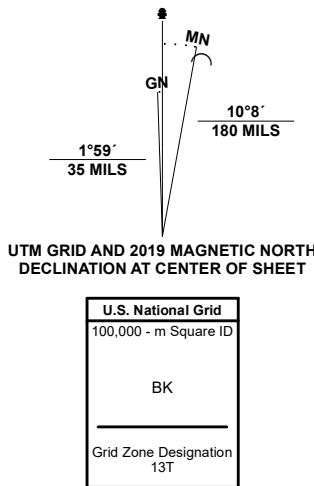 MN
GN
10°8´
180 MILS
1°59´
35 MILS
UTM GRID AND 2019 MAGNETIC NORTH
DECLINATION AT CENTER OF SHEET
U.S. National Grid
100,000 - m Square ID
BK
Grid Zone Designation
13T